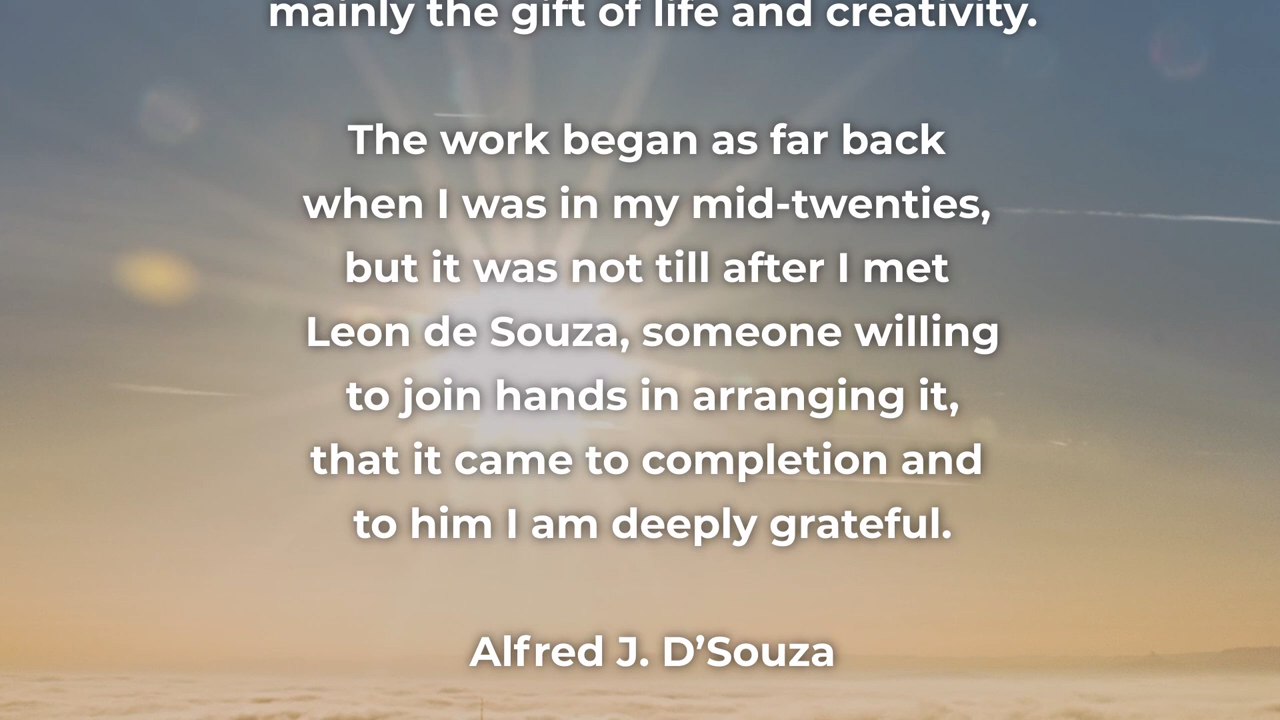 mainly the gift of life and creativity.
The work began as far back
when I was in my mid-twenties,
but it was not till after I met
Leon de Souza, someone willing
to join hands in arranging it,
that it came to completion and
to him I am deeply grateful.
Alfred J. D’Souza